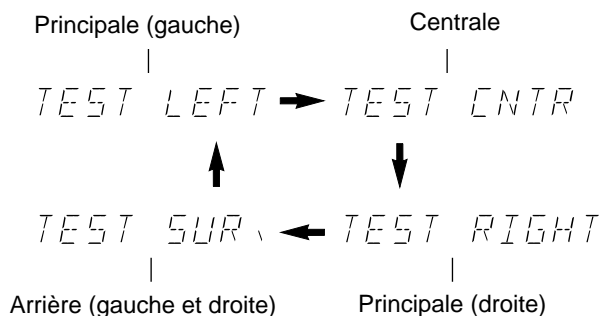 Principale (gauche) Centrale
TEST LEFT TEST CNTR
TEST SUR. TEST RIGHT
Arrière (gauche et droite) Principale (droite)